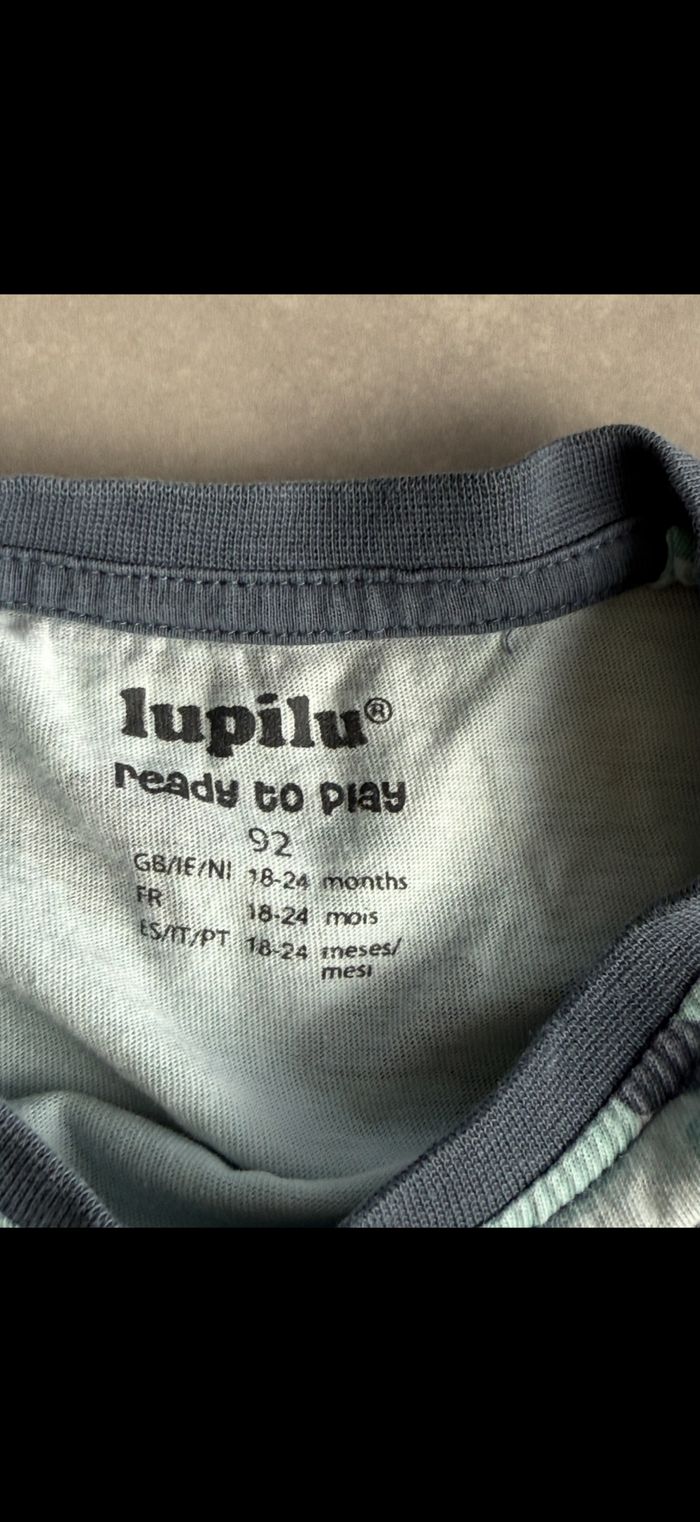 lupilu®
ready to play
92
GB/IE/NI 18-24 months
FR 18-24 mois
ES/IT/PT 18-24 meses/
mesi